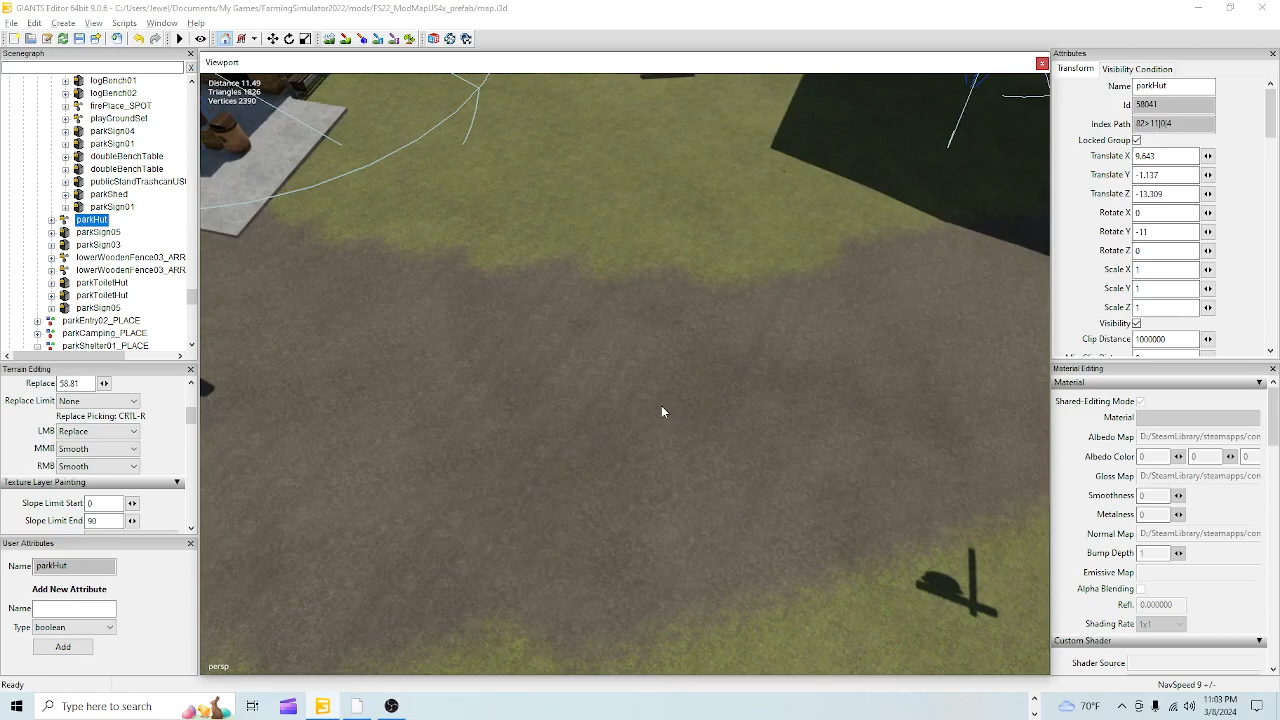 GIANTS Editor 64bit 9.0.6 - C:/Users/Jewel/Documents/My Games/FarmingSimulator2022/mods/FS22_ModMapUS4x_prefab/map.i3d
File Edit Create View Scripts Window Help
Scenegraph
X
logBench01
logBench02
firePlace_SPOT
playGroundSet
parkSign04
parkSign01
doubleBenchTable
doubleBenchTable
publicStandTrashcanUS
parkShed
parkSign01
parkHut
parkSign05
parkSign03
lowerWoodenFence03_ARR
lowerWoodenFence03_ARR
parkToiletHut
parkToiletHut
parkSign05
parkEntry02_PLACE
parkCamping_PLACE
parkShelter01_PLACE
Terrain Editing
Replace 58.81
Replace Limit None
Replace Picking: CRTL-R
LMB Replace
MMB Smooth
RMB Smooth
Texture Layer Painting
Slope Limit Start 0
Slope Limit End 90
User Attributes
Name parkHut
Add New Attribute
Name
Type boolean
Add
Ready
Viewport
Distance 11.49
Triangles 1826
Vertices 2390
persp
Attributes
Transform Visibility Condition
Name parkHut
Id 58041
Index Path 82>11|0|4
Locked Group
Translate X 9.643
Translate Y -1.137
Translate Z -13.309
Rotate X 0
Rotate Y -11
Rotate Z 0
Scale X 1
Scale Y 1
Scale Z 1
Visibility
Clip Distance 1000000
Material Editing
Material
Shared-Editing Mode
Material
Albedo Map D:/SteamLibrary/steamapps/con
Albedo Color 0 0 0
Gloss Map D:/SteamLibrary/steamapps/con
Smoothness 0
Metalness 0
Normal Map D:/SteamLibrary/steamapps/con
Bump Depth 1
Emissive Map
Alpha Blending
Refl. 0.000000
Shading Rate 1x1
Custom Shader
Shader Source
NavSpeed 9 +/-
Type here to search
70°F
11:03 PM
3/8/2024